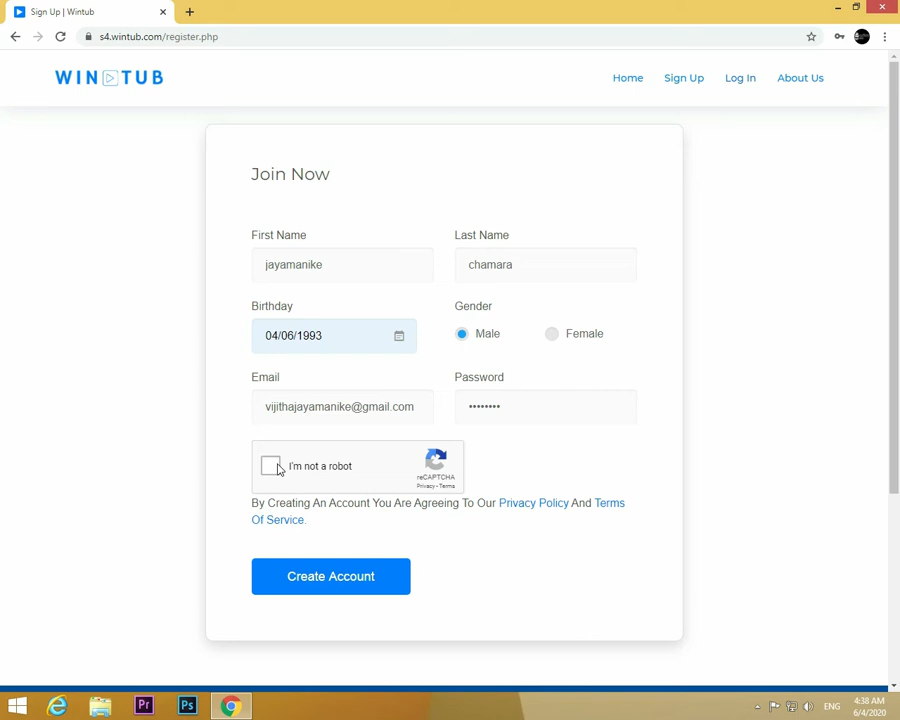 Sign Up | Wintub
s4.wintub.com/register.php
WIN TUB
Home Sign Up Log In About Us
Join Now
First Name Last Name
jayamanike chamara
Birthday Gender
04/06/1993 Male Female
Email Password
vijithajayamanike@gmail.com ••••••••
I'm not a robot
reCAPTCHA
Privacy - Terms
By Creating An Account You Are Agreeing To Our Privacy Policy And Terms
Of Service.
Create Account
Pr Ps ENG 4:38 AM
6/4/2020